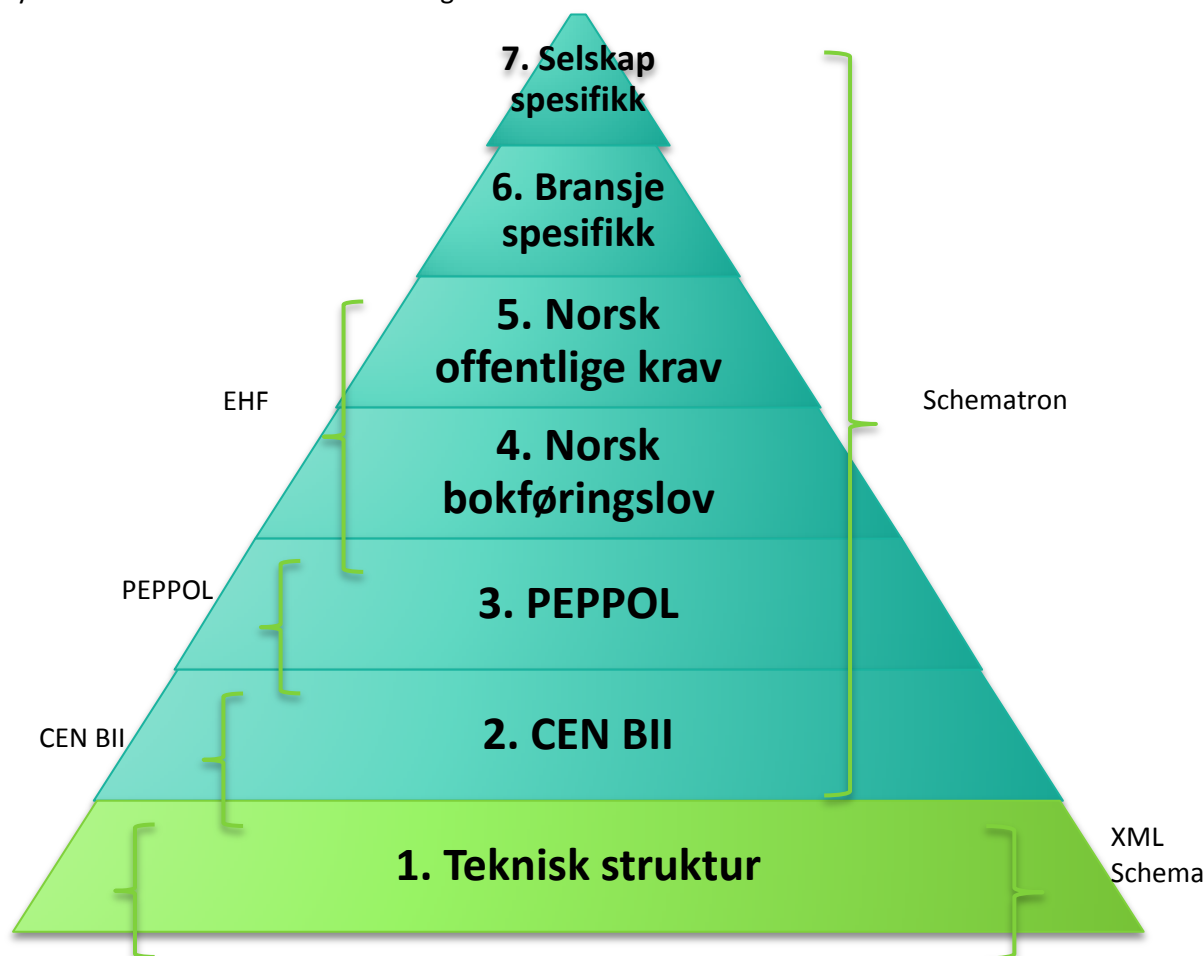 7. Selskap
spesifikk
6. Bransje
spesifikk
5. Norsk
offentlige krav
EHF
Schematron
4. Norsk
bokføringslov
PEPPOL
3. PEPPOL
CEN BII
2. CEN BII
1. Teknisk struktur
XML
Schema